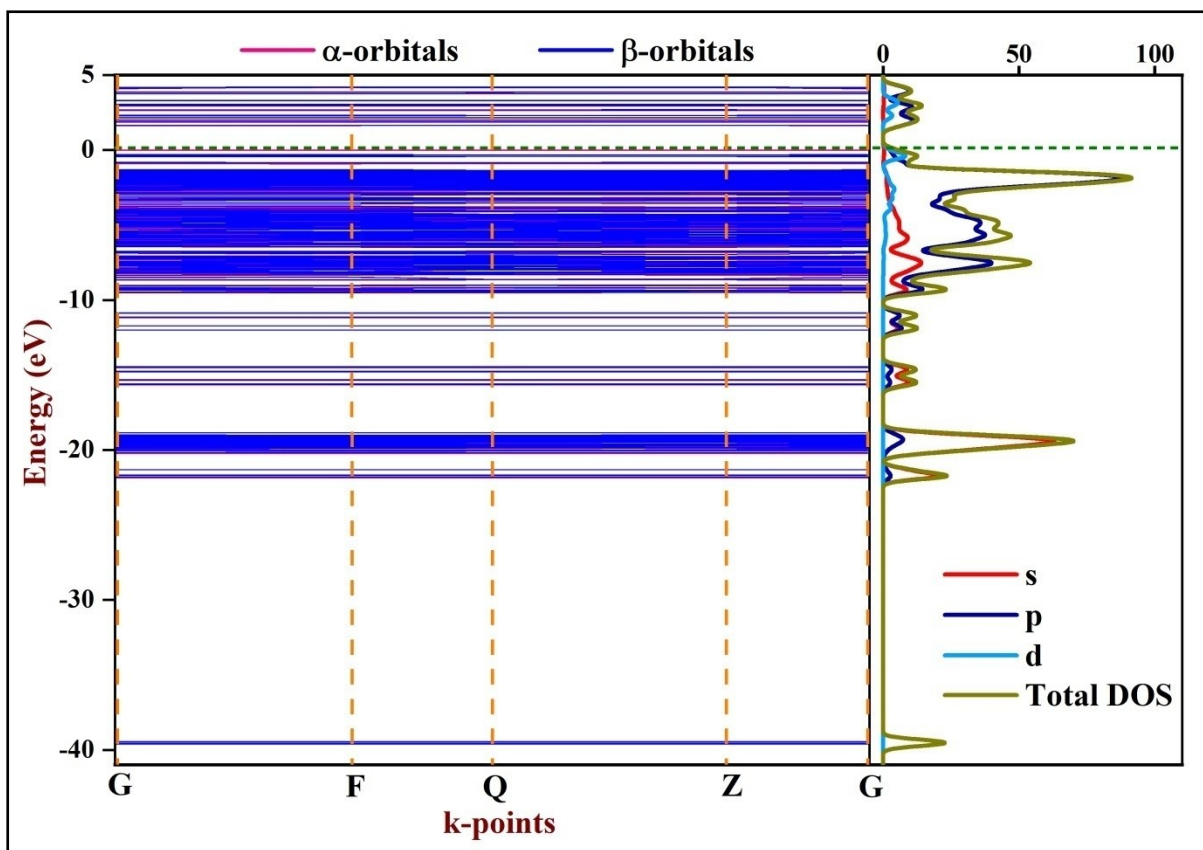 α-orbitals β-orbitals
0 50 100
5
0
-10
-20
-30
-40
Energy (eV)
s
p
d
Total DOS
G F Q Z G
k-points